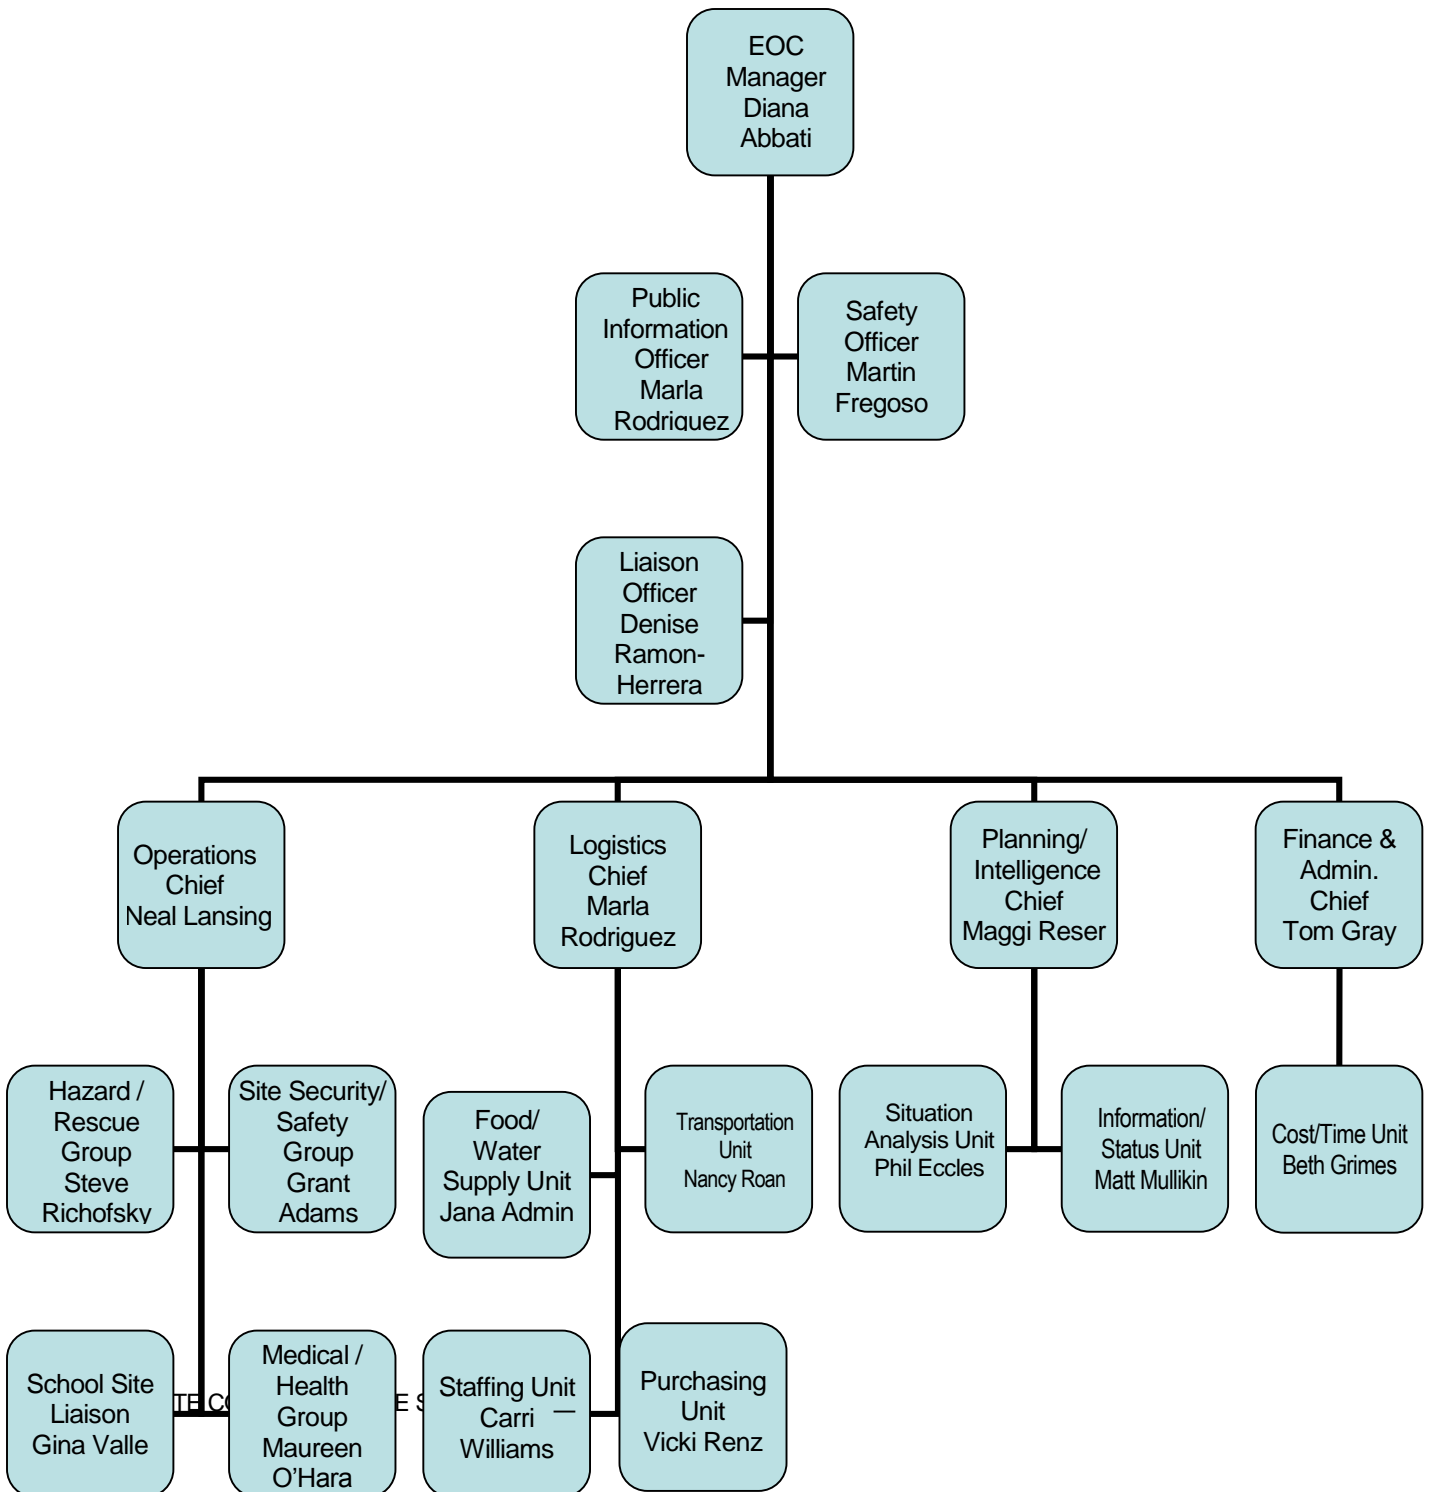 EOC
Manager
Diana
Abbati
Public
Information
Officer
Marla
Rodriguez
Safety
Officer
Martin
Fregoso
Liaison
Officer
Denise
Ramon-
Herrera
Operations
Chief
Neal Lansing
Logistics
Chief
Marla
Rodriguez
Planning/
Intelligence
Chief
Maggi Reser
Finance &
Admin.
Chief
Tom Gray
Hazard /
Rescue
Group
Steve
Richofsky
Site Security/
Safety
Group
Grant
Adams
Food/
Water
Supply Unit
Jana Admin
Transportation
Unit
Nancy Roan
Situation
Analysis Unit
Phil Eccles
Information/
Status Unit
Matt Mullikin
Cost/Time Unit
Beth Grimes
School Site
Liaison
Gina Valle
Medical /
Health
Group
Maureen
O'Hara
Staffing Unit
Carri
Williams
Purchasing
Unit
Vicki Renz